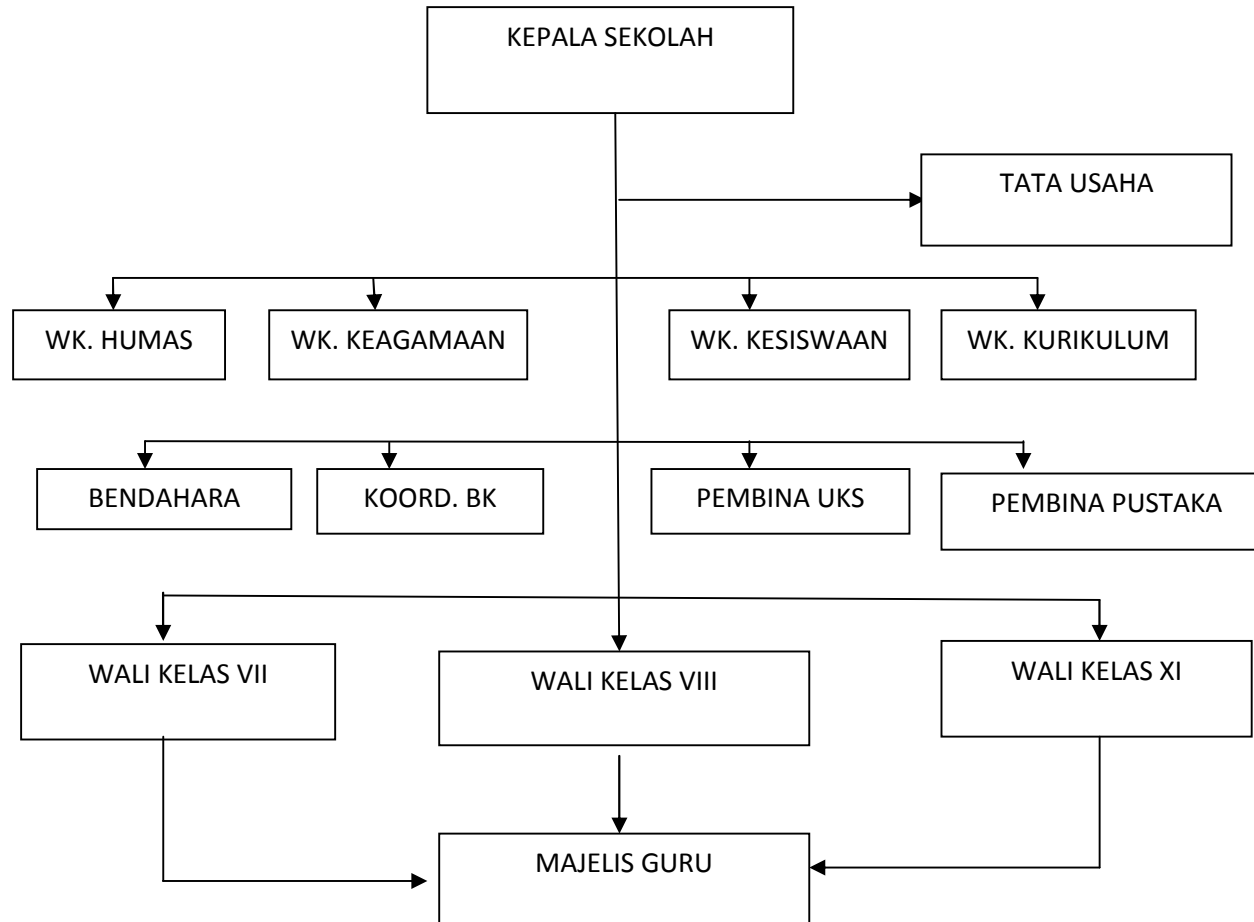 KEPALA SEKOLAH
TATA USAHA
WK. HUMAS
WK. KEAGAMAAN
WK. KESISWAAN
WK. KURIKULUM
BENDAHARA
KOORD. BK
PEMBINA UKS
PEMBINA PUSTAKA
WALI KELAS VII
WALI KELAS VIII
WALI KELAS XI
MAJELIS GURU